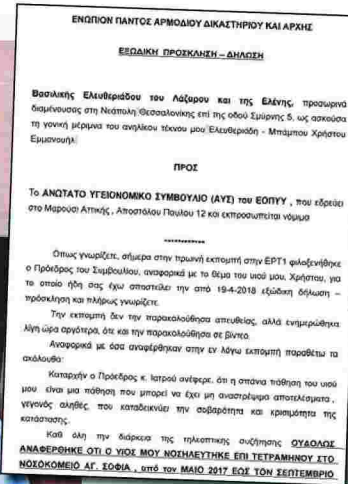 ΕΝΩΠΙΟΝ ΠΑΝΤΟΣ ΑΡΜΟΔΙΟΥ ΔΙΚΑΣΤΗΡΙΟΥ ΚΑΙ ΑΡΧΗΣ
ΕΞΩΔΙΚΗ ΠΡΟΣΚΛΗΣΗ – ΔΗΛΩΣΗ
Βασιλικής Ελευθεριάδου του Λάζαρου και της Ελένης, προσωρινά
διαμένουσας στη Νεάπολη Θεσσαλονίκης επί της οδού Σμύρνης 5, ως ασκούσα
τη γονική μέριμνα του ανηλίκου τέκνου μου Ελευθεριάδη - Μπάμπου Χρήστου
Εμμανουήλ
ΠΡΟΣ
Το ΑΝΩΤΑΤΟ ΥΓΕΙΟΝΟΜΙΚΟ ΣΥΜΒΟΥΛΙΟ (ΑΥΣ) του ΕΟΠΥΥ , που εδρεύει
στο Μαρούσι Αττικής , Αποστόλου Παύλου 12 και εκπροσωπείται νόμιμα
************
Όπως γνωρίζετε, σήμερα στην πρωινή εκπομπή στην ΕΡΤ1 φιλοξενήθηκε
ο Πρόεδρος του Συμβουλίου, αναφορικά με το θέμα του υιού μου, Χρήστου, για
το οποίο ήδη σας έχω αποστείλει την από 19-4-2018 εξώδικη δήλωση –
πρόσκληση και πλήρως γνωρίζετε.
Την εκπομπή δεν την παρακολούθησα απευθείας, αλλά ενημερώθηκα
λίγη ώρα αργότερα, ότε και την παρακολούθησα σε βίντεο.
Αναφορικά με όσα αναφέρθηκαν στην εν λόγω εκπομπή παραθέτω τα
ακόλουθα:
Καταρχήν ο Πρόεδρος κ. Ιατρού ανέφερε, ότι η σπάνια πάθηση του υιού
μου είναι μια πάθηση που μπορεί να έχει μη αναστρέψιμα αποτελέσματα ,
γεγονός αληθές, που καταδεικνύει την σοβαρότητα και κρισιμότητα της
κατάστασης.
Καθ όλη την διάρκεια της τηλεοπτικής συζήτησης ΟΥΔΟΛΩΣ
ΑΝΑΦΕΡΘΗΚΕ ΟΤΙ Ο ΥΙΟΣ ΜΟΥ ΝΟΣΗΛΕΥΤΗΚΕ ΕΠΙ ΤΕΤΡΑΜΗΝΟΥ ΣΤΟ
ΝΟΣΟΚΟΜΕΙΟ ΑΓ. ΣΟΦΙΑ , από τον ΜΑΙΟ 2017 ΕΩΣ ΤΟΝ ΣΕΠΤΕΜΒΡΙΟ